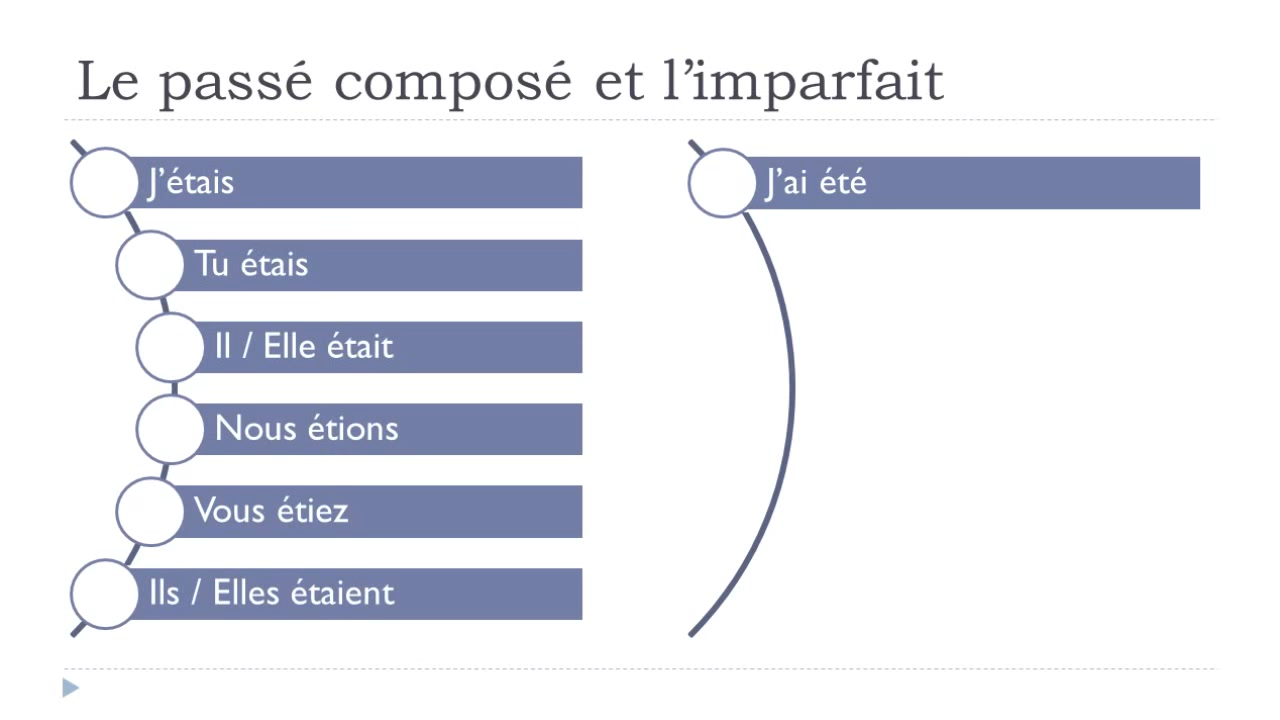 Le passé composé et l’imparfait
J’étais
Tu étais
Il / Elle était
Nous étions
Vous étiez
Ils / Elles étaient
J’ai été